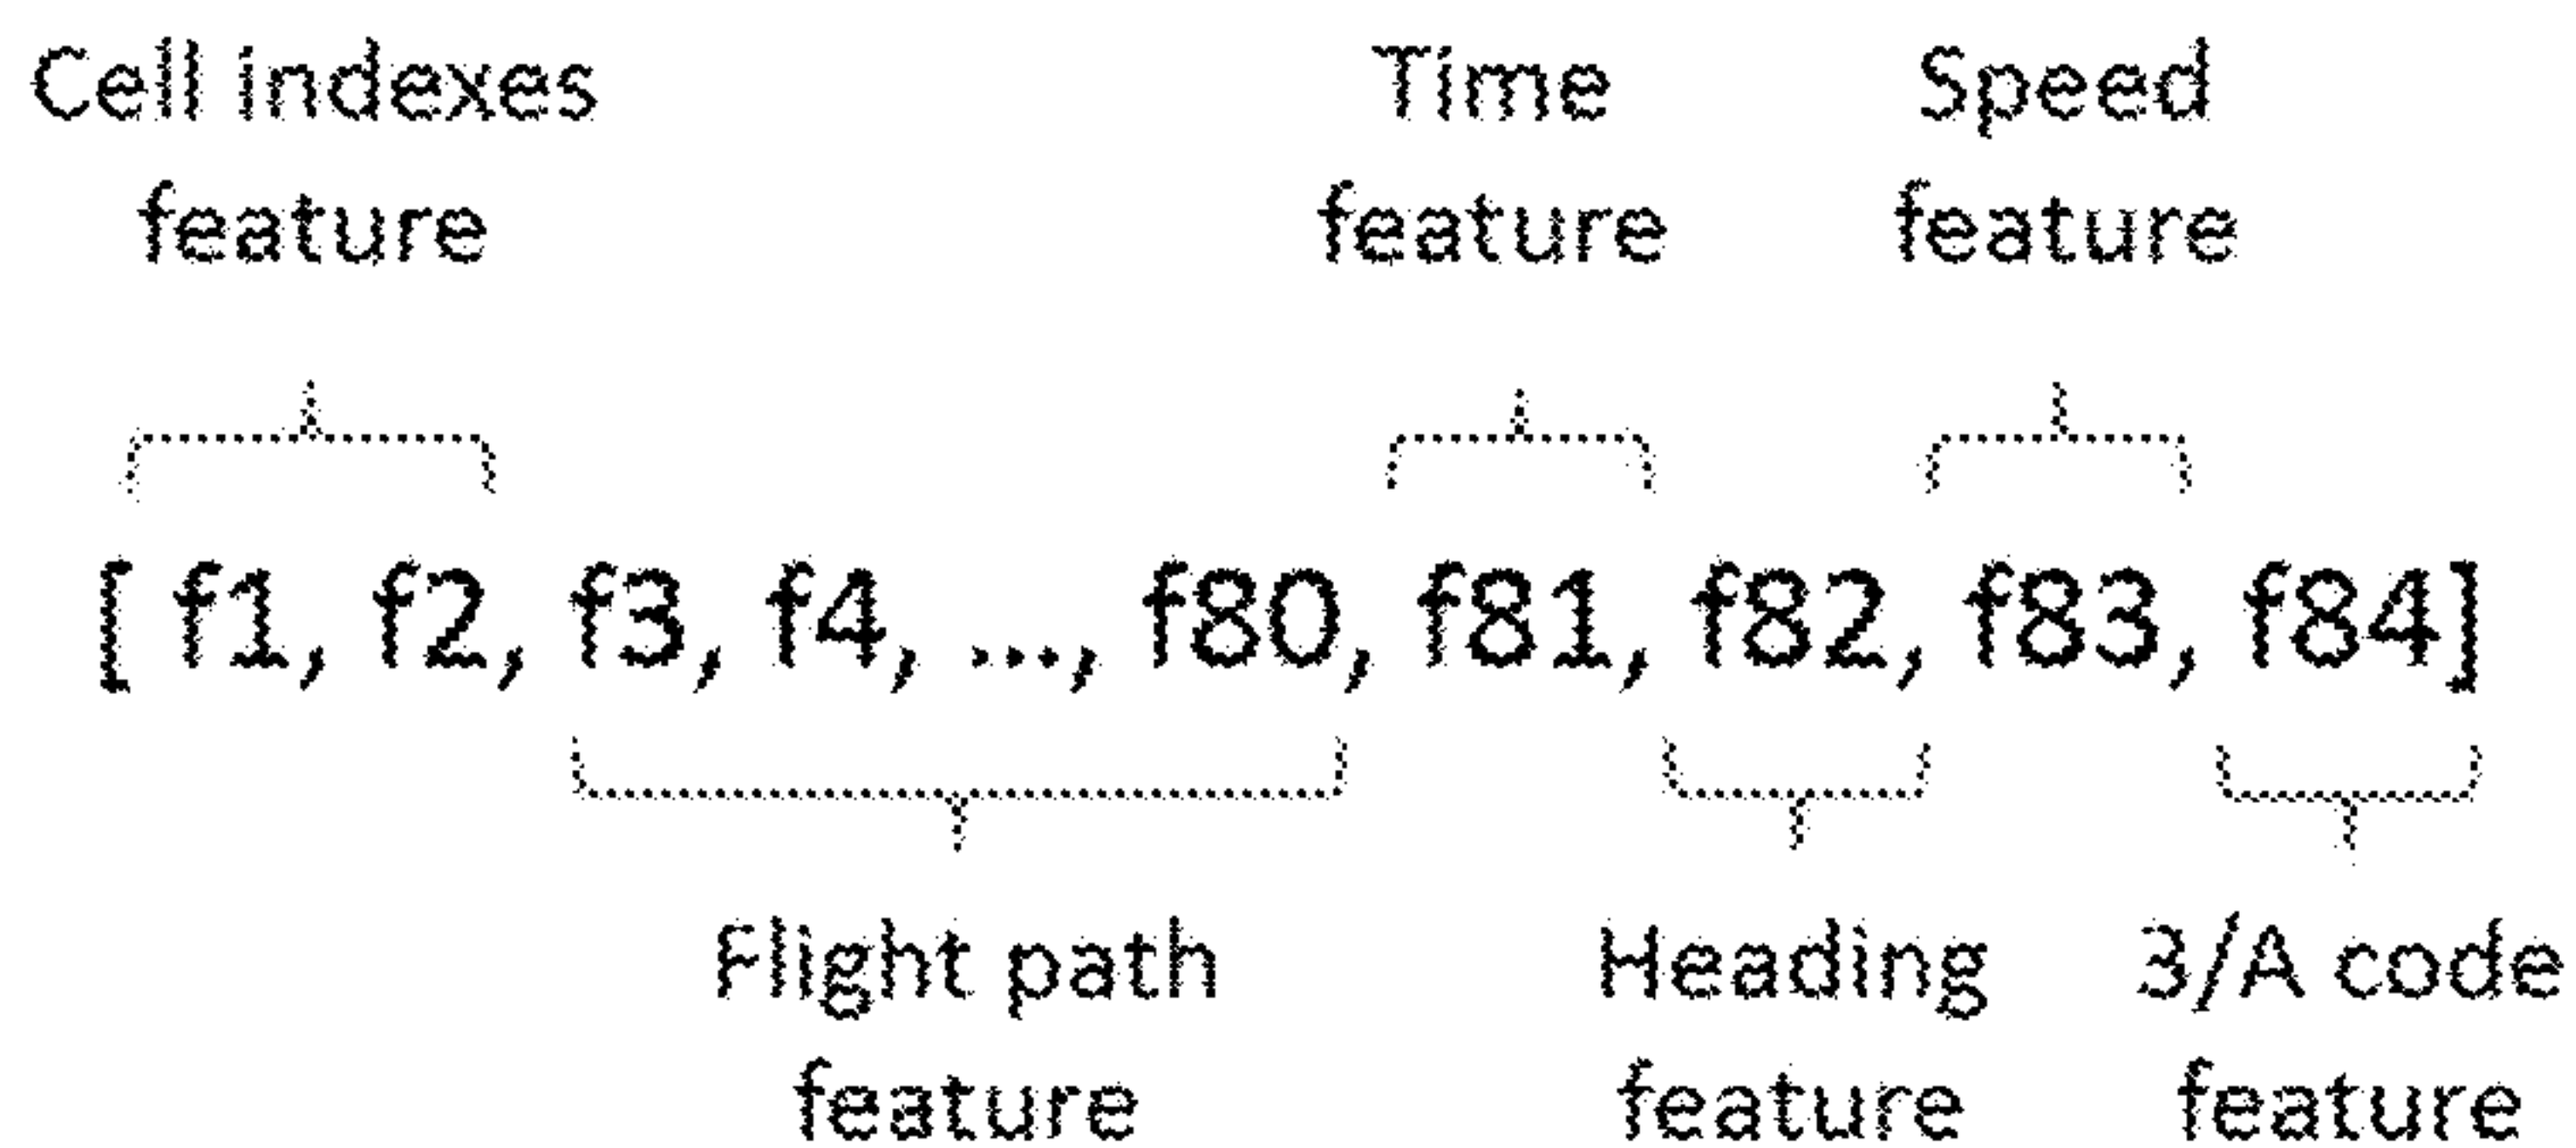 Cell indexes
feature
Time
feature
Speed
feature
[ f1, f2, f3, f4, ..., f80, f81, f82, f83, f84]
Flight path
feature
Heading
feature
3/A code
feature